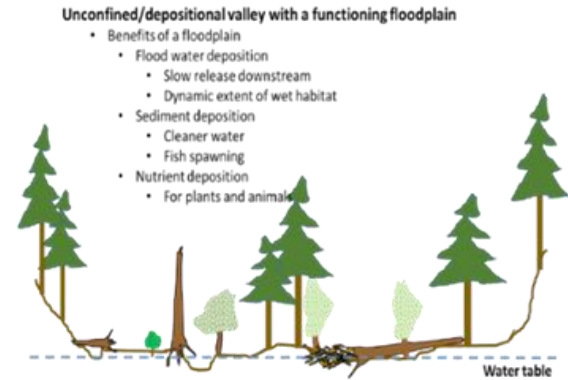 Unconfined/depositional valley with a functioning floodplain
• Benefits of a floodplain
• Flood water deposition
• Slow release downstream
• Dynamic extent of wet habitat
• Sediment deposition
• Cleaner water
• Fish spawning
• Nutrient deposition
• For plants and animals
Water table